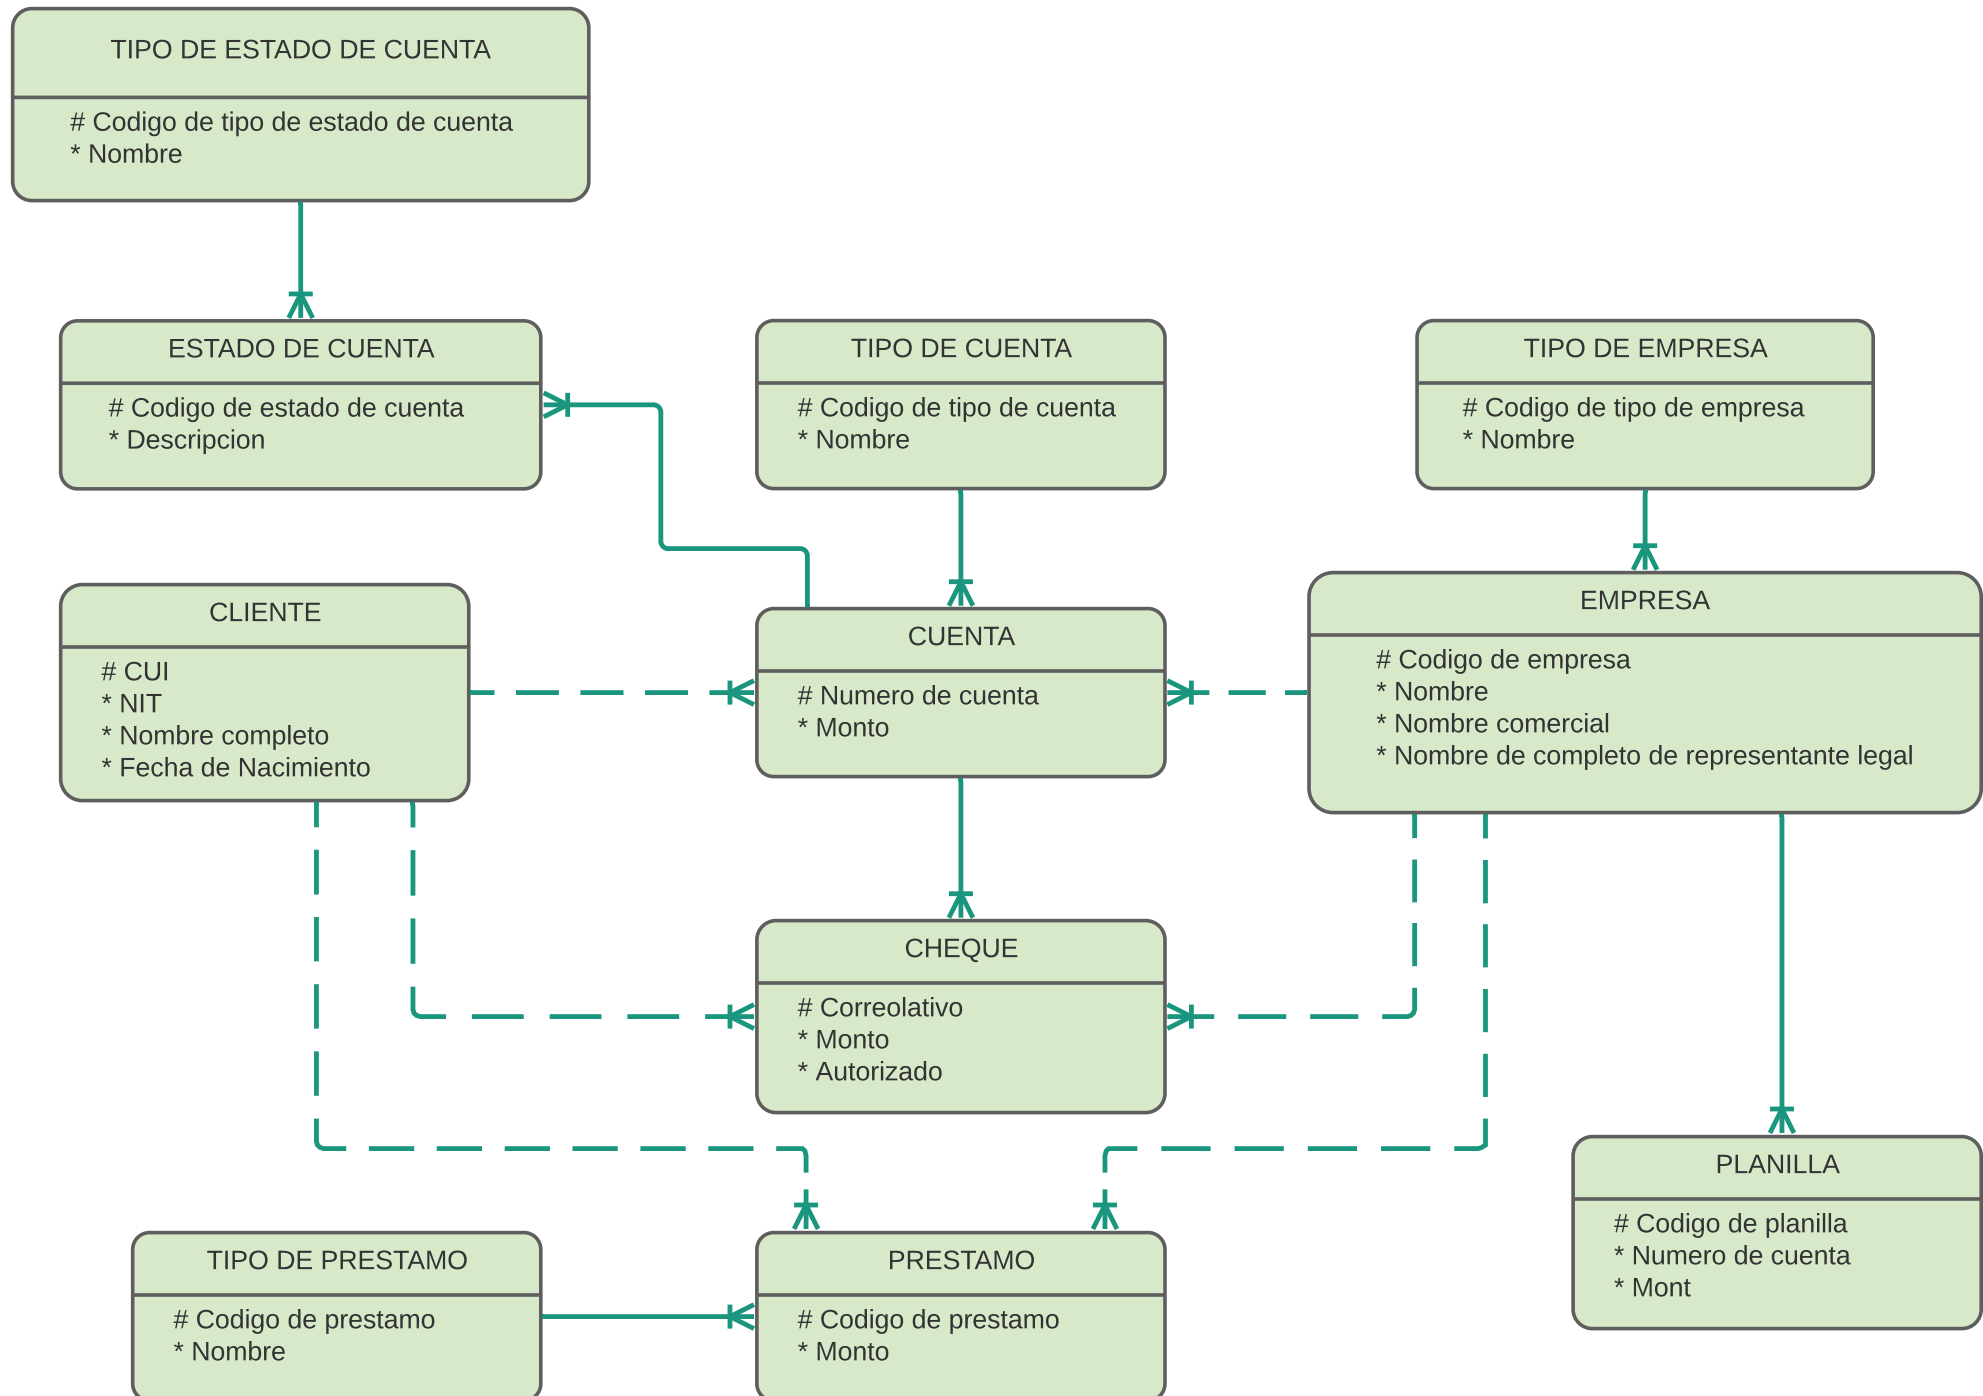 TIPO DE ESTADO DE CUENTA
# Codigo de tipo de estado de cuenta
* Nombre
ESTADO DE CUENTA
# Codigo de estado de cuenta
* Descripcion
TIPO DE CUENTA
# Codigo de tipo de cuenta
* Nombre
TIPO DE EMPRESA
# Codigo de tipo de empresa
* Nombre
CLIENTE
# CUI
* NIT
* Nombre completo
* Fecha de Nacimiento
CUENTA
# Numero de cuenta
* Monto
EMPRESA
# Codigo de empresa
* Nombre
* Nombre comercial
* Nombre de completo de representante legal
CHEQUE
# Correolativo
* Monto
* Autorizado
TIPO DE PRESTAMO
# Codigo de prestamo
* Nombre
PRESTAMO
# Codigo de prestamo
* Monto
PLANILLA
# Codigo de planilla
* Numero de cuenta
* Mont